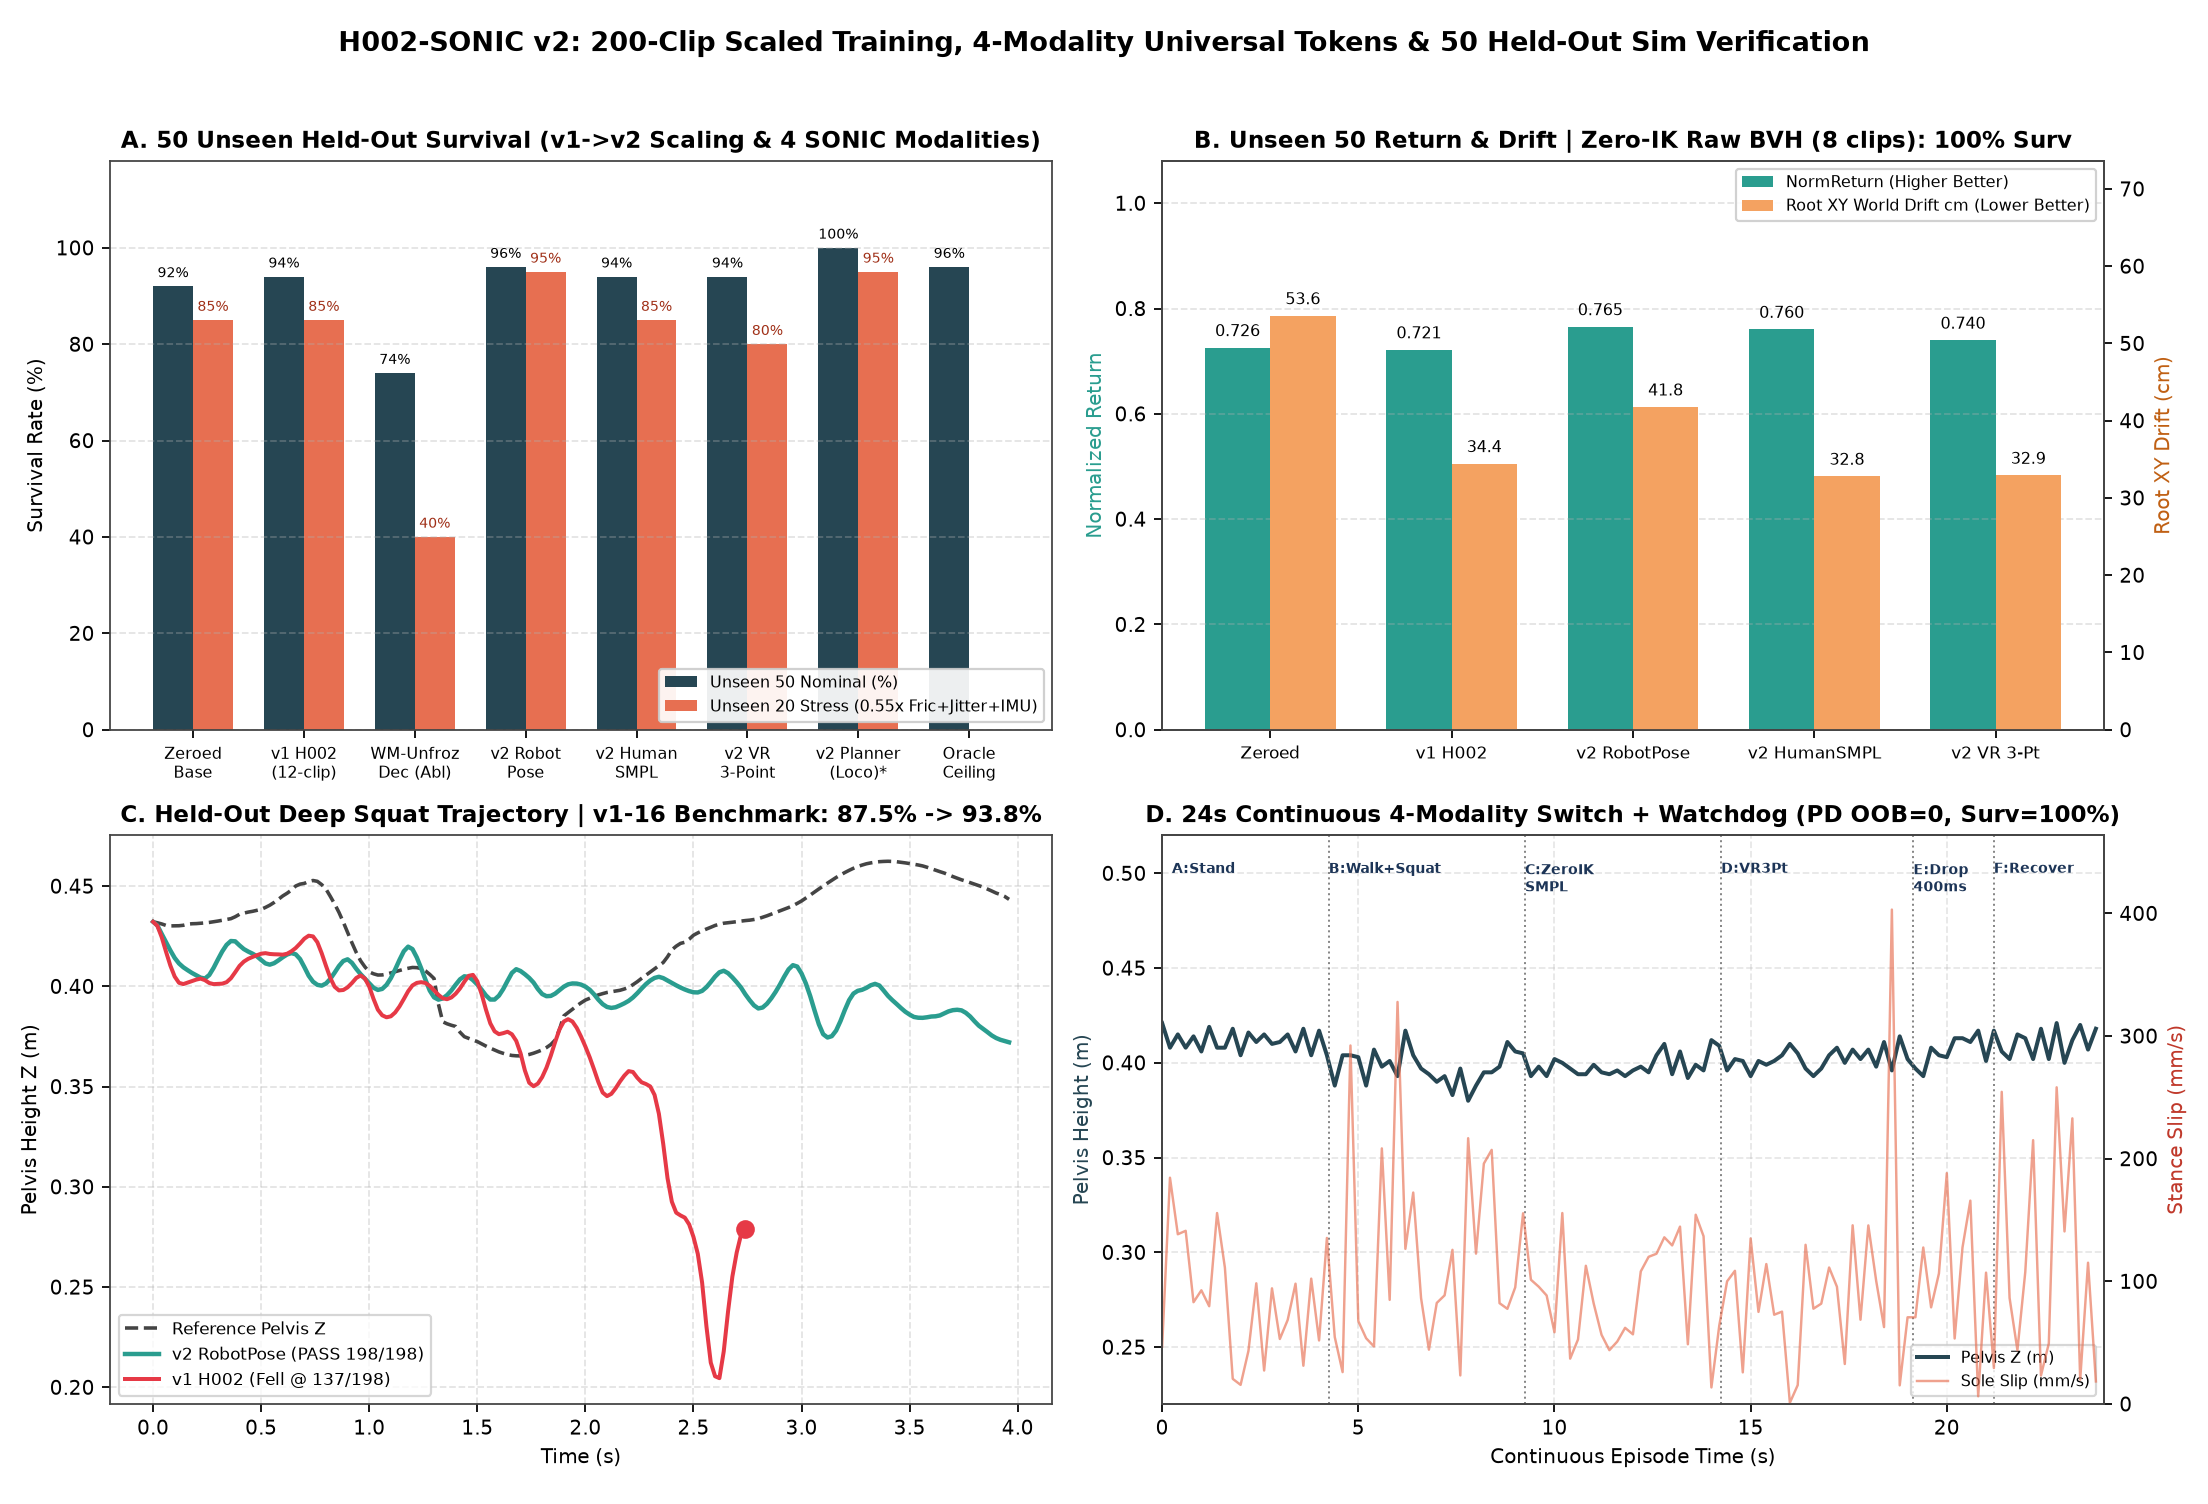 H002-SONIC v2: 200-Clip Scaled Training, 4-Modality Universal Tokens & 50 Held-Out Sim Verification
A. 50 Unseen Held-Out Survival (v1->v2 Scaling & 4 SONIC Modalities)
Survival Rate (%)
100
80
60
40
20
0
92%
85%
94%
85%
74%
40%
96%
95%
94%
85%
94%
80%
100%
95%
96%
Unseen 50 Nominal (%)
Unseen 20 Stress (0.55x Fric+Jitter+IMU)
Zeroed
Base
v1 H002
(12-clip)
WM-Unfroz
Dec (Abl)
v2 Robot
Pose
v2 Human
SMPL
v2 VR
3-Point
v2 Planner
(Loco)*
Oracle
Ceiling
B. Unseen 50 Return & Drift | Zero-IK Raw BVH (8 clips): 100% Surv
Normalized Return
1.0
0.8
0.6
0.4
0.2
0.0
NormReturn (Higher Better)
Root XY World Drift cm (Lower Better)
0.726
53.6
0.721
34.4
0.765
41.8
0.760
32.8
0.740
32.9
70
60
50
40
30
20
10
0
Root XY Drift (cm)
Zeroed
v1 H002
v2 RobotPose
v2 HumanSMPL
v2 VR 3-Pt
C. Held-Out Deep Squat Trajectory | v1-16 Benchmark: 87.5% -> 93.8%
Pelvis Height Z (m)
0.45
0.40
0.35
0.30
0.25
0.20
Reference Pelvis Z
v2 RobotPose (PASS 198/198)
v1 H002 (Fell @ 137/198)
0.0
0.5
1.0
1.5
2.0
2.5
3.0
3.5
4.0
Time (s)
D. 24s Continuous 4-Modality Switch + Watchdog (PD OOB=0, Surv=100%)
Pelvis Height (m)
0.50
0.45
0.40
0.35
0.30
0.25
A:Stand
B:Walk+Squat
C:ZeroIK
SMPL
D:VR3Pt
E:Drop
400ms
F:Recover
Pelvis Z (m)
Sole Slip (mm/s)
400
300
200
100
0
Stance Slip (mm/s)
0
5
10
15
20
Continuous Episode Time (s)